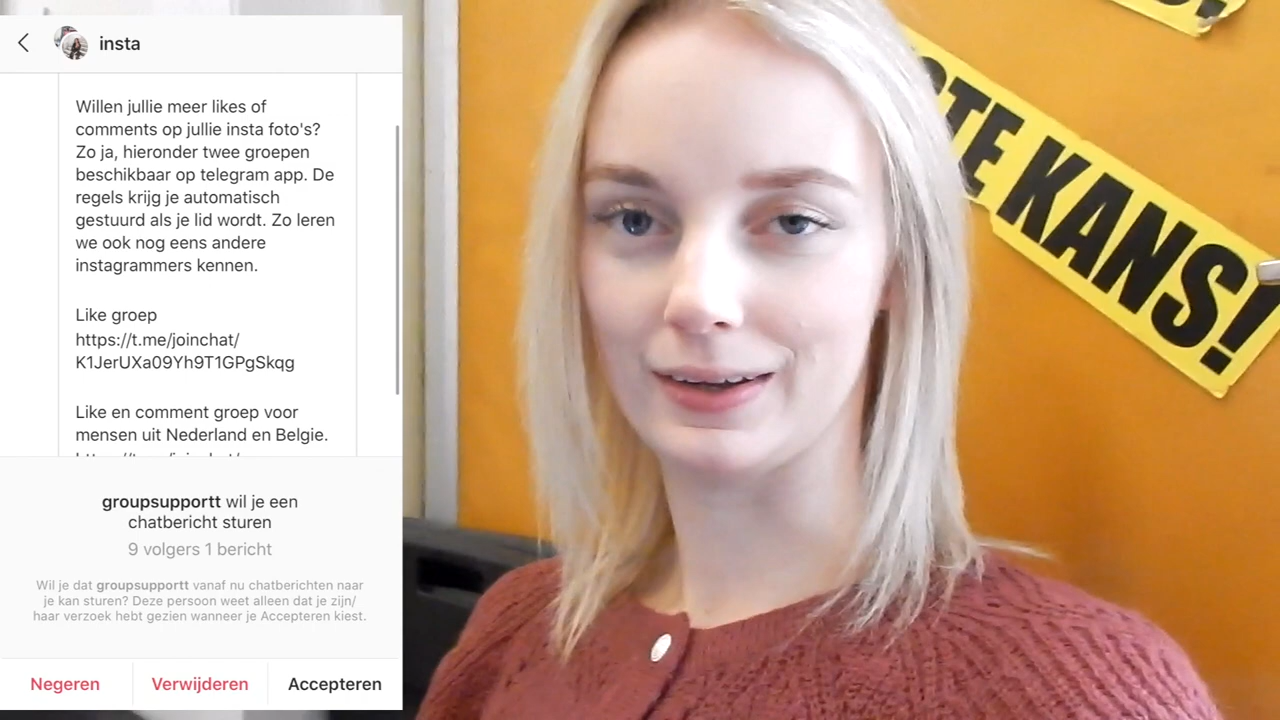 insta
Willen jullie meer likes of
comments op jullie insta foto's?
Zo ja, hieronder twee groepen
beschikbaar op telegram app. De
regels krijg je automatisch
gestuurd als je lid wordt. Zo leren
we ook nog eens andere
instagrammers kennen.
Like groep
https://t.me/joinchat/
K1JerUXa09Yh9T1GPgSkqg
Like en comment groep voor
mensen uit Nederland en Belgie.
groupsupportt wil je een
chatbericht sturen
9 volgers 1 bericht
Wil je dat groupsupportt vanaf nu chatberichten naar
je kan sturen? Deze persoon weet alleen dat je zijn/
haar verzoek hebt gezien wanneer je Accepteren kiest.
Negeren Verwijderen Accepteren
KANS!